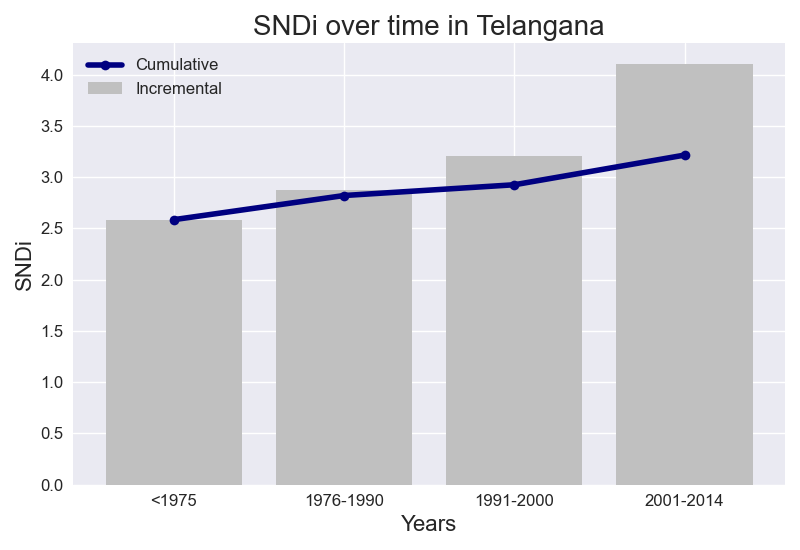 SNDi over time in Telangana
Cumulative
Incremental
4.0
3.5
3.0
2.5
2.0
1.5
1.0
0.5
0.0
SNDi
<1975
1976-1990
1991-2000
2001-2014
Years